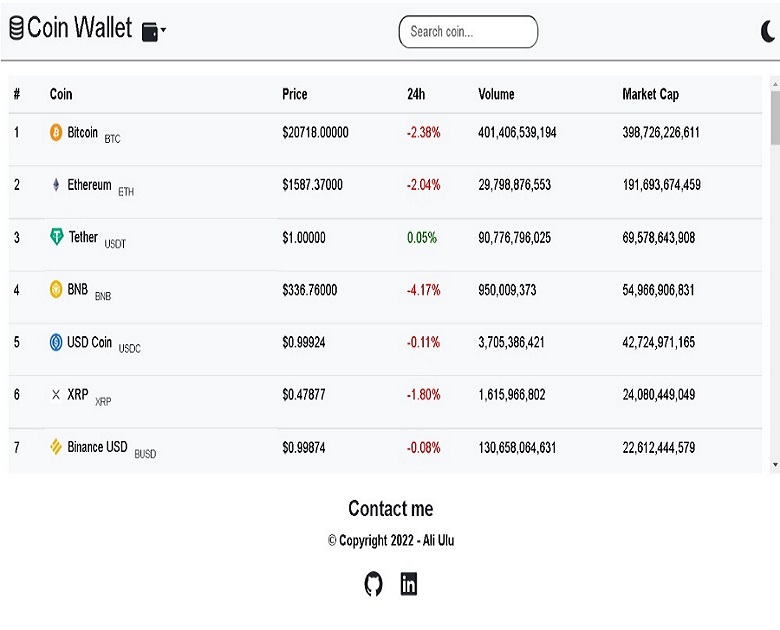 Coin Wallet Search coin...
# Coin Price 24h Volume Market Cap
1 Bitcoin BTC $20718.00000 -2.38% 401,406,539,194 398,726,226,611
2 Ethereum ETH $1587.37000 -2.04% 29,798,876,553 191,693,674,459
3 Tether USDT $1.00000 0.05% 90,776,796,025 69,578,643,908
4 BNB BNB $336.76000 -4.17% 950,009,373 54,966,906,831
5 USD Coin USDC $0.99924 -0.11% 3,705,386,421 42,724,971,165
6 XRP XRP $0.47877 -1.80% 1,615,966,802 24,080,449,049
7 Binance USD BUSD $0.99874 -0.08% 130,658,064,631 22,612,444,579
Contact me
© Copyright 2022 - Ali Ulu